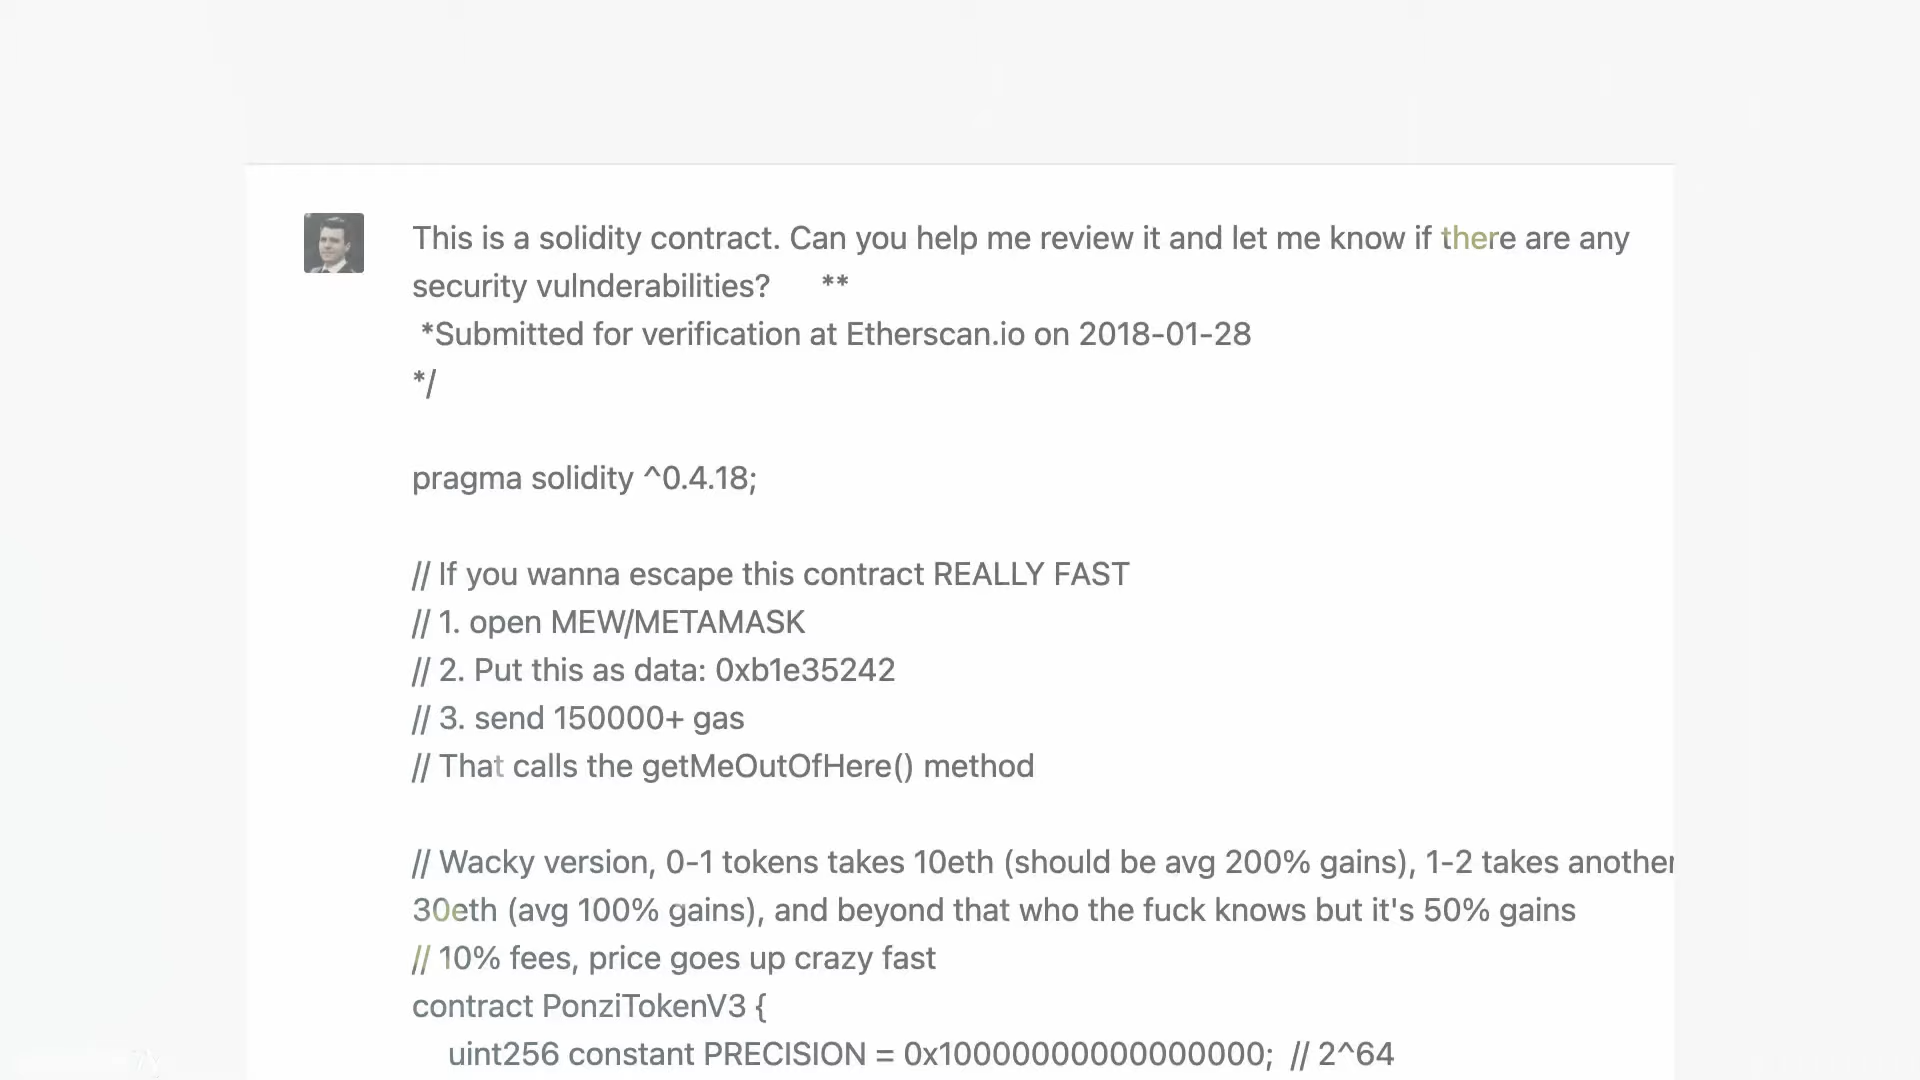 This is a solidity contract. Can you help me review it and let me know if there are any
security vulnderabilities? **
*Submitted for verification at Etherscan.io on 2018-01-28
*/
pragma solidity ^0.4.18;
// If you wanna escape this contract REALLY FAST
// 1. open MEW/METAMASK
// 2. Put this as data: 0xb1e35242
// 3. send 150000+ gas
// That calls the getMeOutOfHere() method
// Wacky version, 0-1 tokens takes 10eth (should be avg 200% gains), 1-2 takes another
30eth (avg 100% gains), and beyond that who the fuck knows but it's 50% gains
// 10% fees, price goes up crazy fast
contract PonziTokenV3 {
uint256 constant PRECISION = 0x10000000000000000; // 2^64